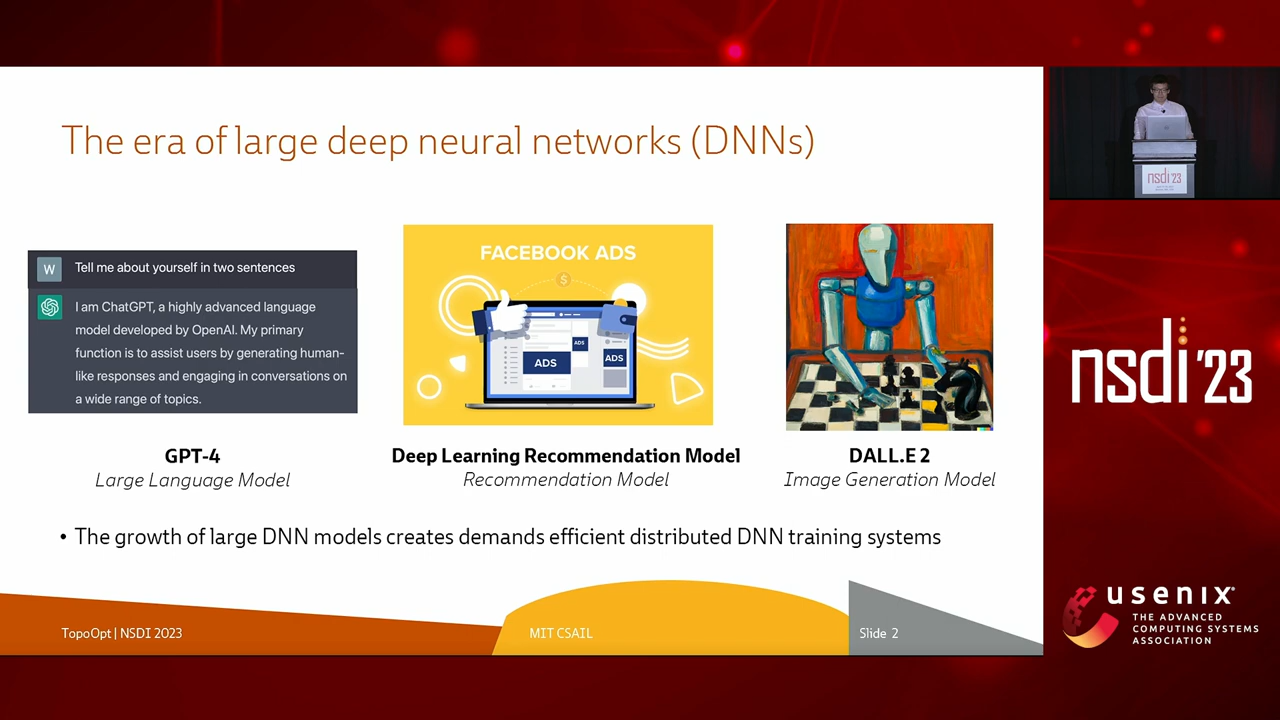 The era of large deep neural networks (DNNs)
W
Tell me about yourself in two sentences
I am ChatGPT, a highly advanced language
model developed by OpenAI. My primary
function is to assist users by generating human-
like responses and engaging in conversations on
a wide range of topics.
FACEBOOK ADS
$
ADS
ADS
ADS
GPT-4
Large Language Model
Deep Learning Recommendation Model
Recommendation Model
DALL.E 2
Image Generation Model
• The growth of large DNN models creates demands efficient distributed DNN training systems
TopoOpt | NSDI 2023
MIT CSAIL
Slide 2
nsdi'23
nsdi '23
usenix®
THE ADVANCED
COMPUTING SYSTEMS
ASSOCIATION